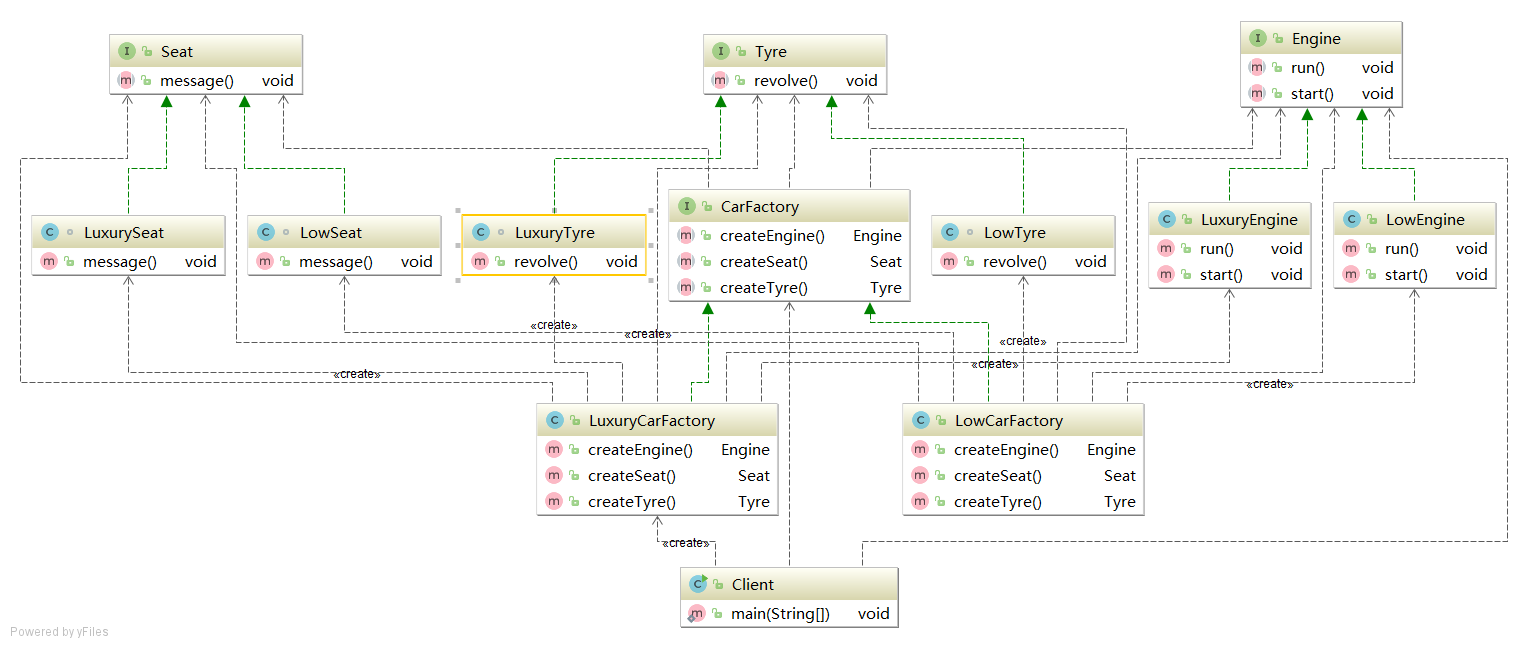 Seat
message() void
Tyre
revolve() void
Engine
run() void
start() void
LuxurySeat
message() void
LowSeat
message() void
LuxuryTyre
revolve() void
CarFactory
createEngine() Engine
createSeat() Seat
createTyre() Tyre
LowTyre
revolve() void
LuxuryEngine
run() void
start() void
LowEngine
run() void
start() void
«create»
«create»
«create»
«create»
«create»
«create»
LuxuryCarFactory
createEngine() Engine
createSeat() Seat
createTyre() Tyre
LowCarFactory
createEngine() Engine
createSeat() Seat
createTyre() Tyre
«create»
Client
main(String[]) void
Powered by yFiles